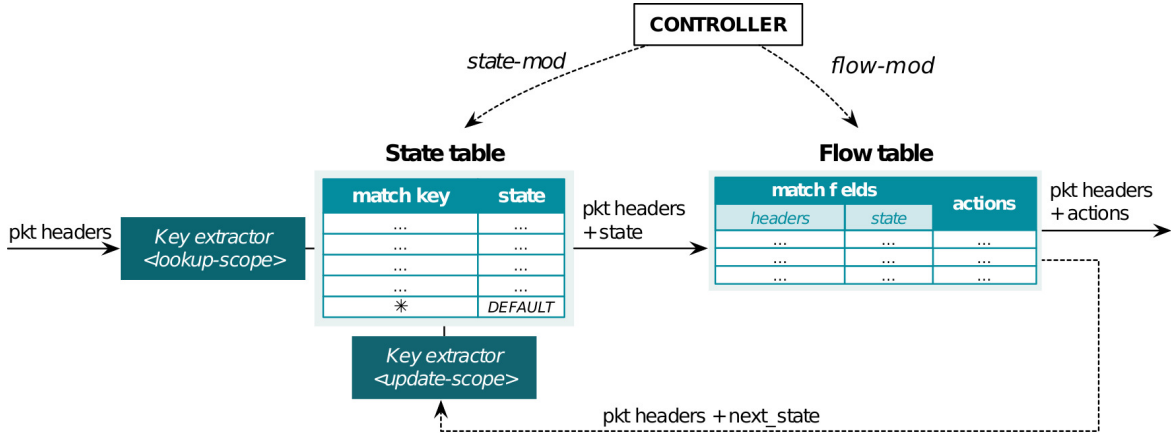 CONTROLLER
state-mod
flow-mod
State table
Flow table
match key state
... ...
... ...
... ...
... ...
* DEFAULT
match f elds actions
headers state
... ... ...
... ... ...
... ... ...
pkt headers
Key extractor
<lookup-scope>
pkt headers
+ state
pkt headers
+ actions
Key extractor
<update-scope>
pkt headers + next_state